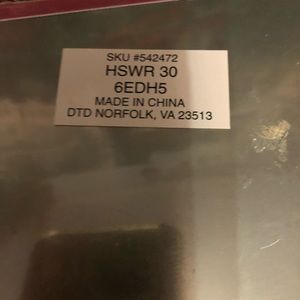 SKU #542472
HSWR 30
6EDH5
MADE IN CHINA
DTD NORFOLK, VA 23513